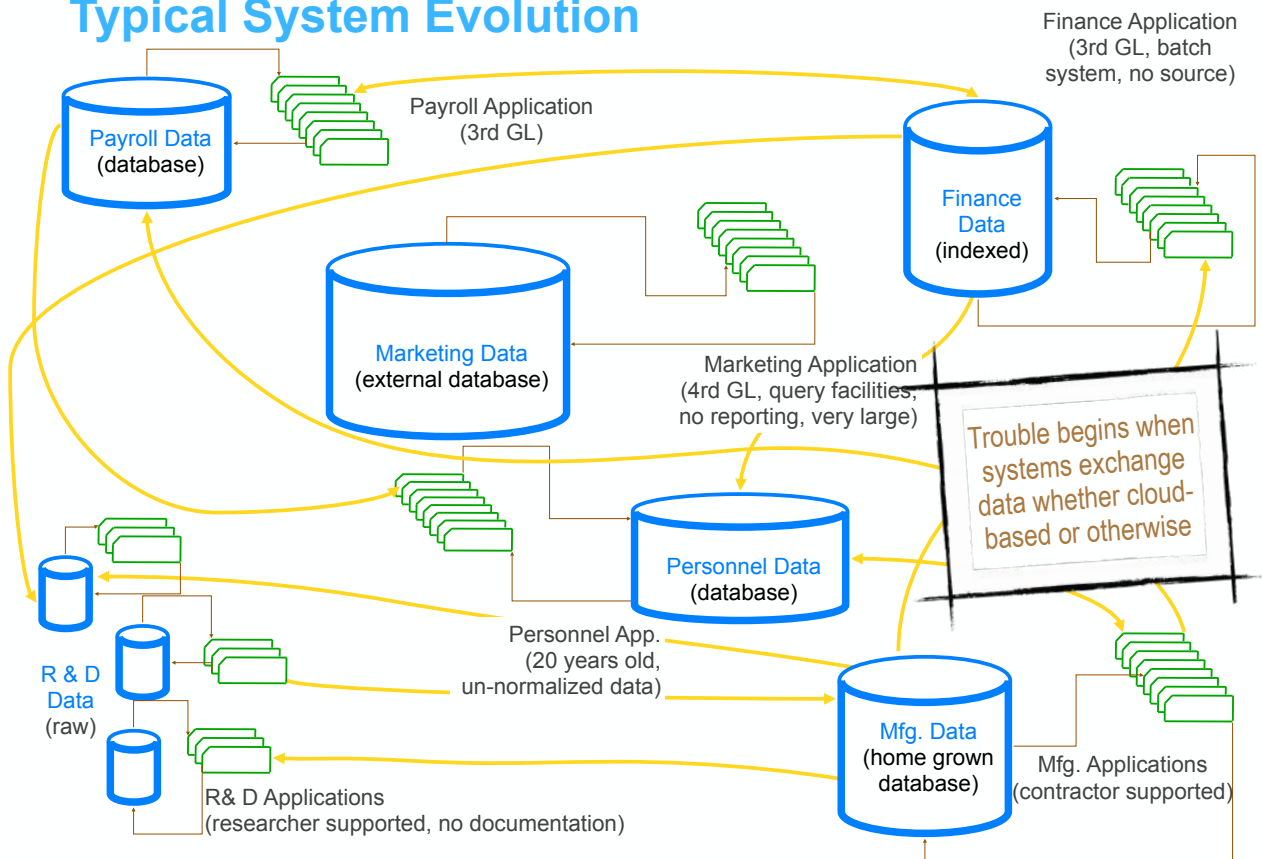 Typical System Evolution
Finance Application
(3rd GL, batch
system, no source)
Payroll Application
(3rd GL)
Payroll Data
(database)
Finance
Data
(indexed)
Marketing Data
(external database)
Marketing Application
(4rd GL, query facilities,
no reporting, very large)
Trouble begins when
systems exchange
data whether cloud-
based or otherwise
Personnel Data
(database)
Personnel App.
(20 years old,
un-normalized data)
R & D
Data
(raw)
Mfg. Data
(home grown
database)
Mfg. Applications
(contractor supported)
R& D Applications
(researcher supported, no documentation)